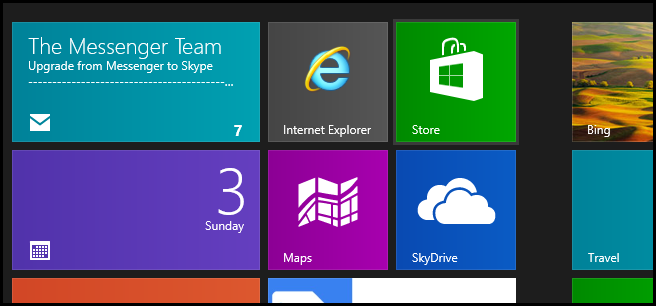 The Messenger Team
Upgrade from Messenger to Skype
----------------------------------------...
7
Internet Explorer
Store
Bing
3
Sunday
Maps
SkyDrive
Travel